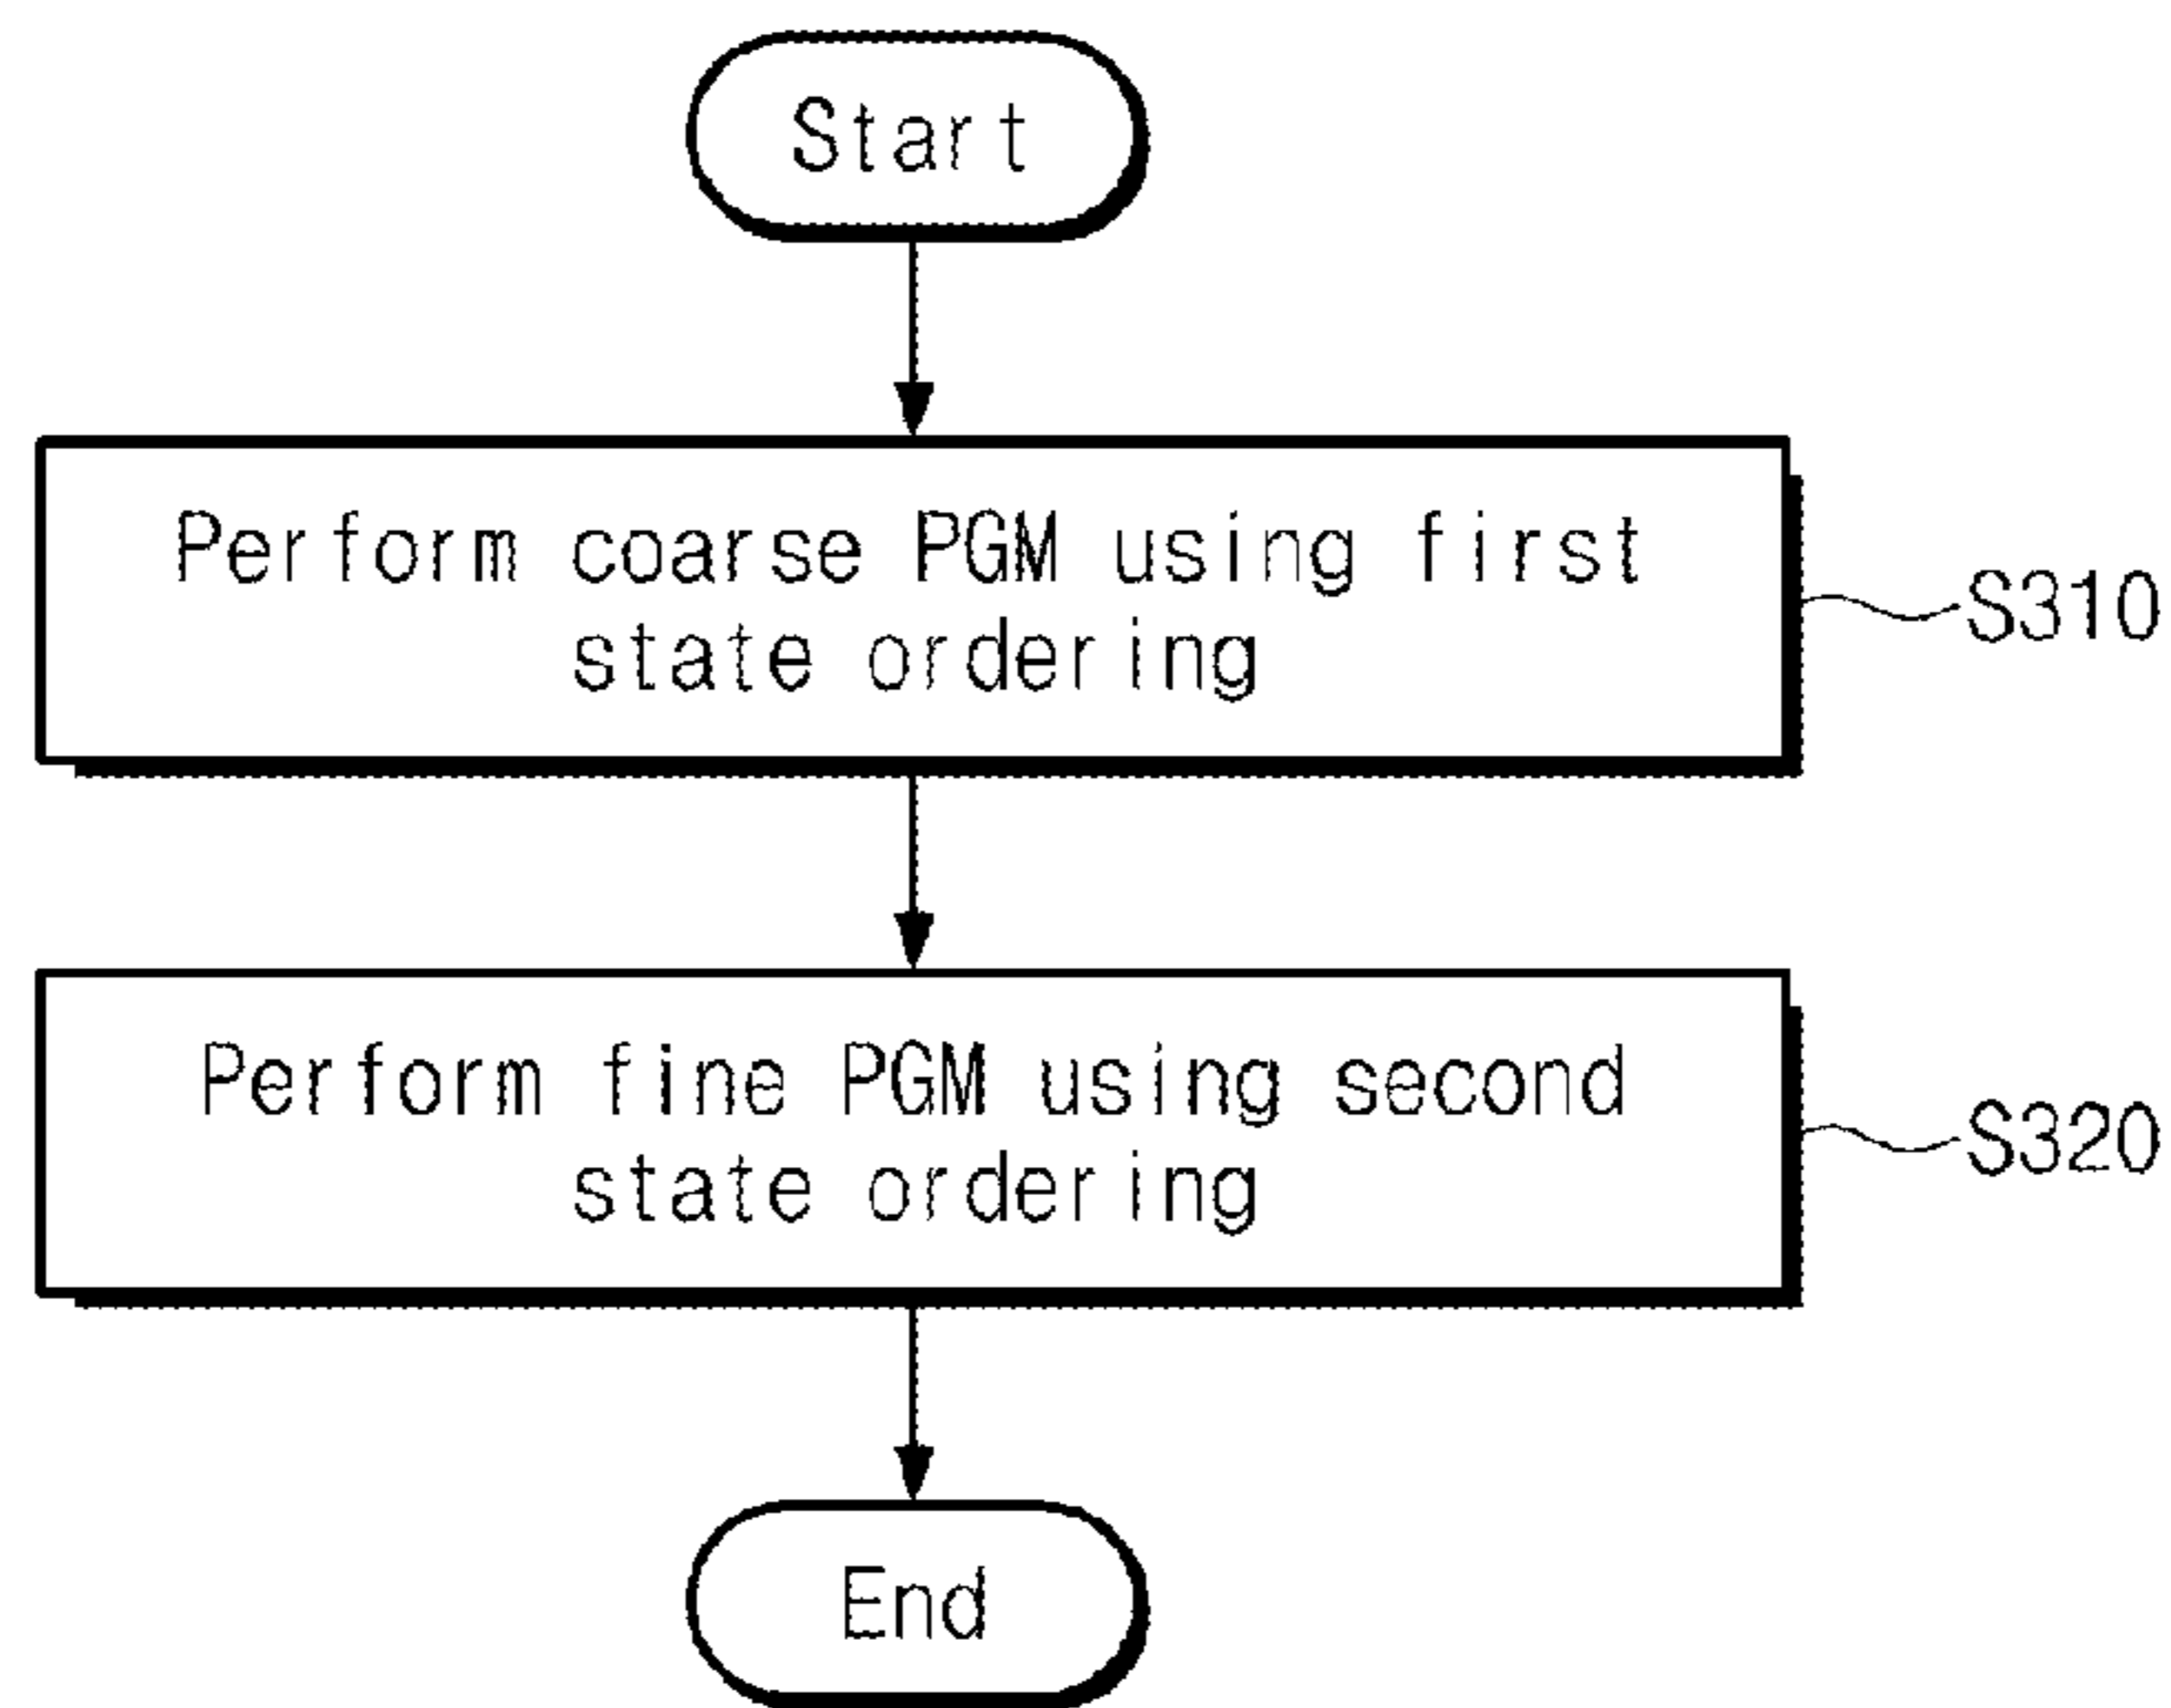 Start
Perform coarse PGM using first
state ordering
S310
Perform fine PGM using second
state ordering
S320
End